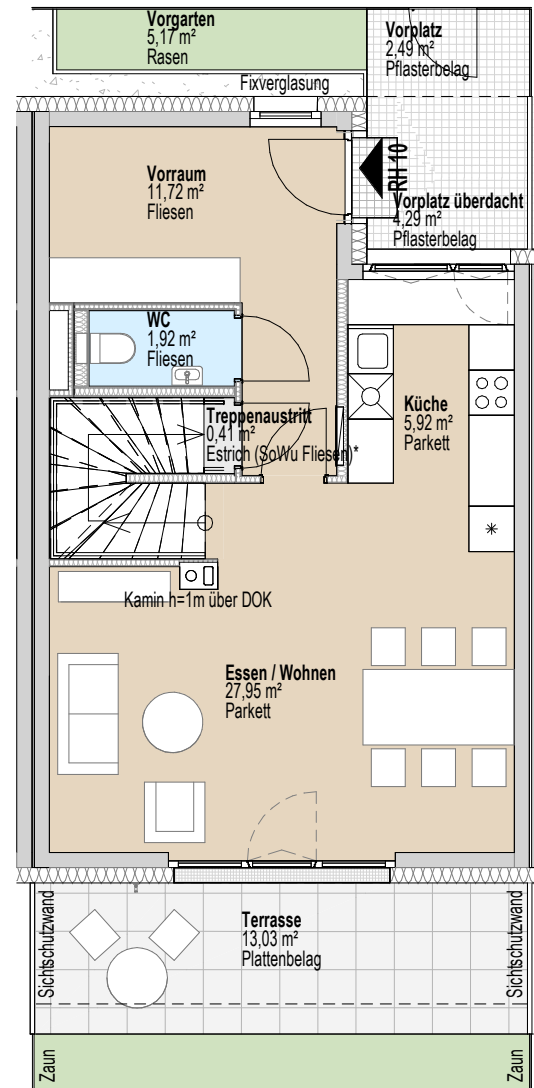 Vorgarten
5,17 m²
Rasen
Vorplatz
2,49 m²
Pflasterbelag
Fixverglasung
RH 10
Vorraum
11,72 m²
Fliesen
Vorplatz überdacht
4,29 m²
Pflasterbelag
WC
1,92 m²
Fliesen
Treppenaustritt
0,41 m²
Estrich (SoWu Fliesen)*
Küche
5,92 m²
Parkett
Kamin h=1m über DOK
Essen / Wohnen
27,95 m²
Parkett
Sichtschutzwand
Terrasse
13,03 m²
Plattenbelag
Sichtschutzwand
Zaun
Zaun